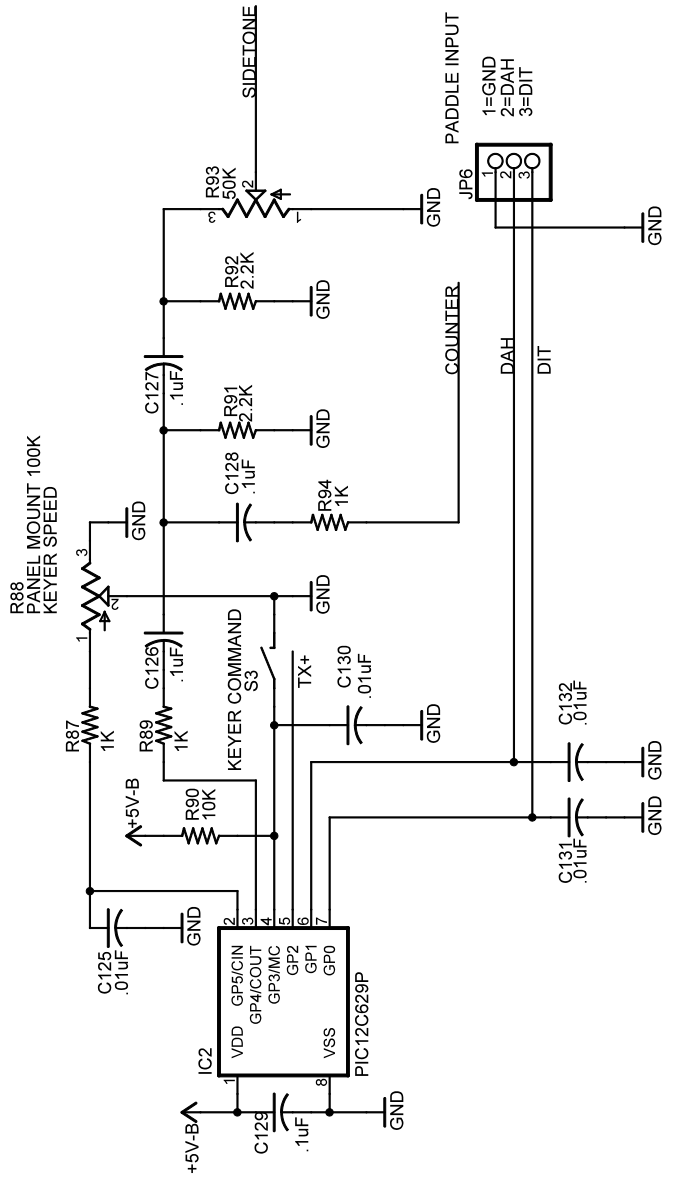 R88
PANEL MOUNT 100K
KEYER SPEED
1
3
2
GND
R87
1K
C125
.01uF
GND
+5V-B
R90
10K
R89
1K
C126
.1uF
C127
.1uF
R91
2.2K
GND
R92
2.2K
GND
R93
50K
3
2
1
GND
SIDETONE
C128
.1uF
R94
1K
COUNTER
KEYER COMMAND
S3
GND
TX+
C130
.01uF
GND
IC2
PIC12C629P
VDD
VSS
GP5/CIN
GP4/COUT
GP3/MC
GP2
GP1
GP0
1
8
2
3
4
5
6
7
+5V-B
C129
.1uF
GND
C131
.01uF
GND
C132
.01uF
GND
DAH
DIT
JP6
1
2
3
GND
PADDLE INPUT
1=GND
2=DAH
3=DIT